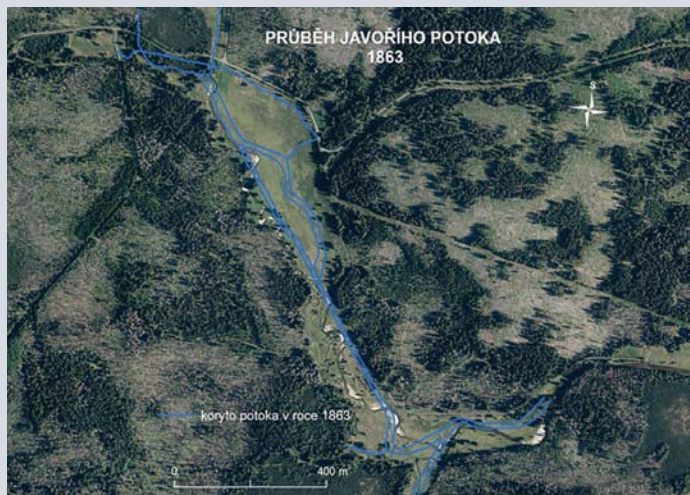 PRŮBĚH JAVOŘÍHO POTOKA
1863
S
koryto potoka v roce 1863
0 400 m